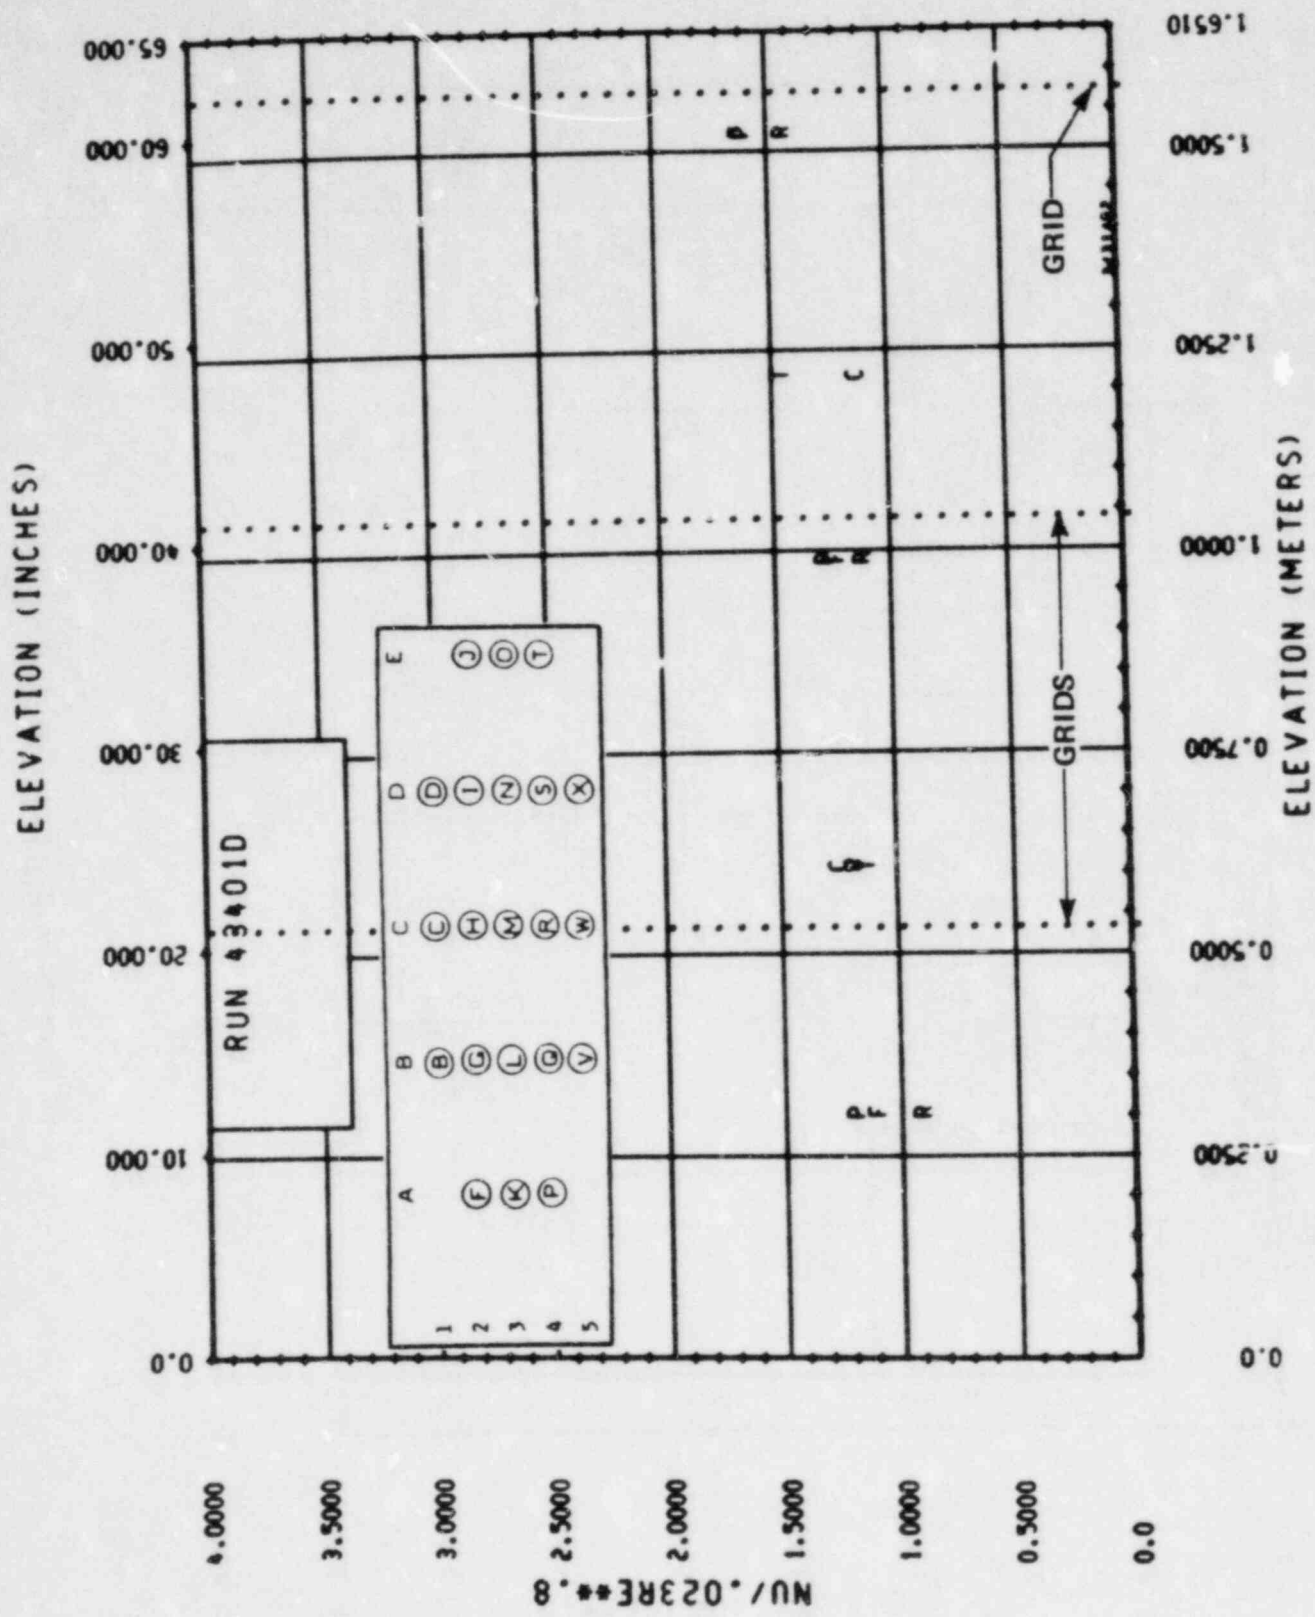 ELEVATION (INCHES)
0.0
10.000
20.000
30.000
40.000
50.000
60.000
65.000
RUN 43401D
A B C D E
1 B C D
2 F G H I J
3 K L M N O
4 P Q R S T
5 V W X
P
F
R
C
R
F
R
I
C
P
R
GRIDS
GRID
NU/.023RE**.8
4.0000
3.5000
3.0000
2.5000
2.0000
1.5000
1.0000
0.5000
0.0
0.0
0.2500
0.5000
0.7500
1.0000
1.2500
1.5000
1.6510
ELEVATION (METERS)